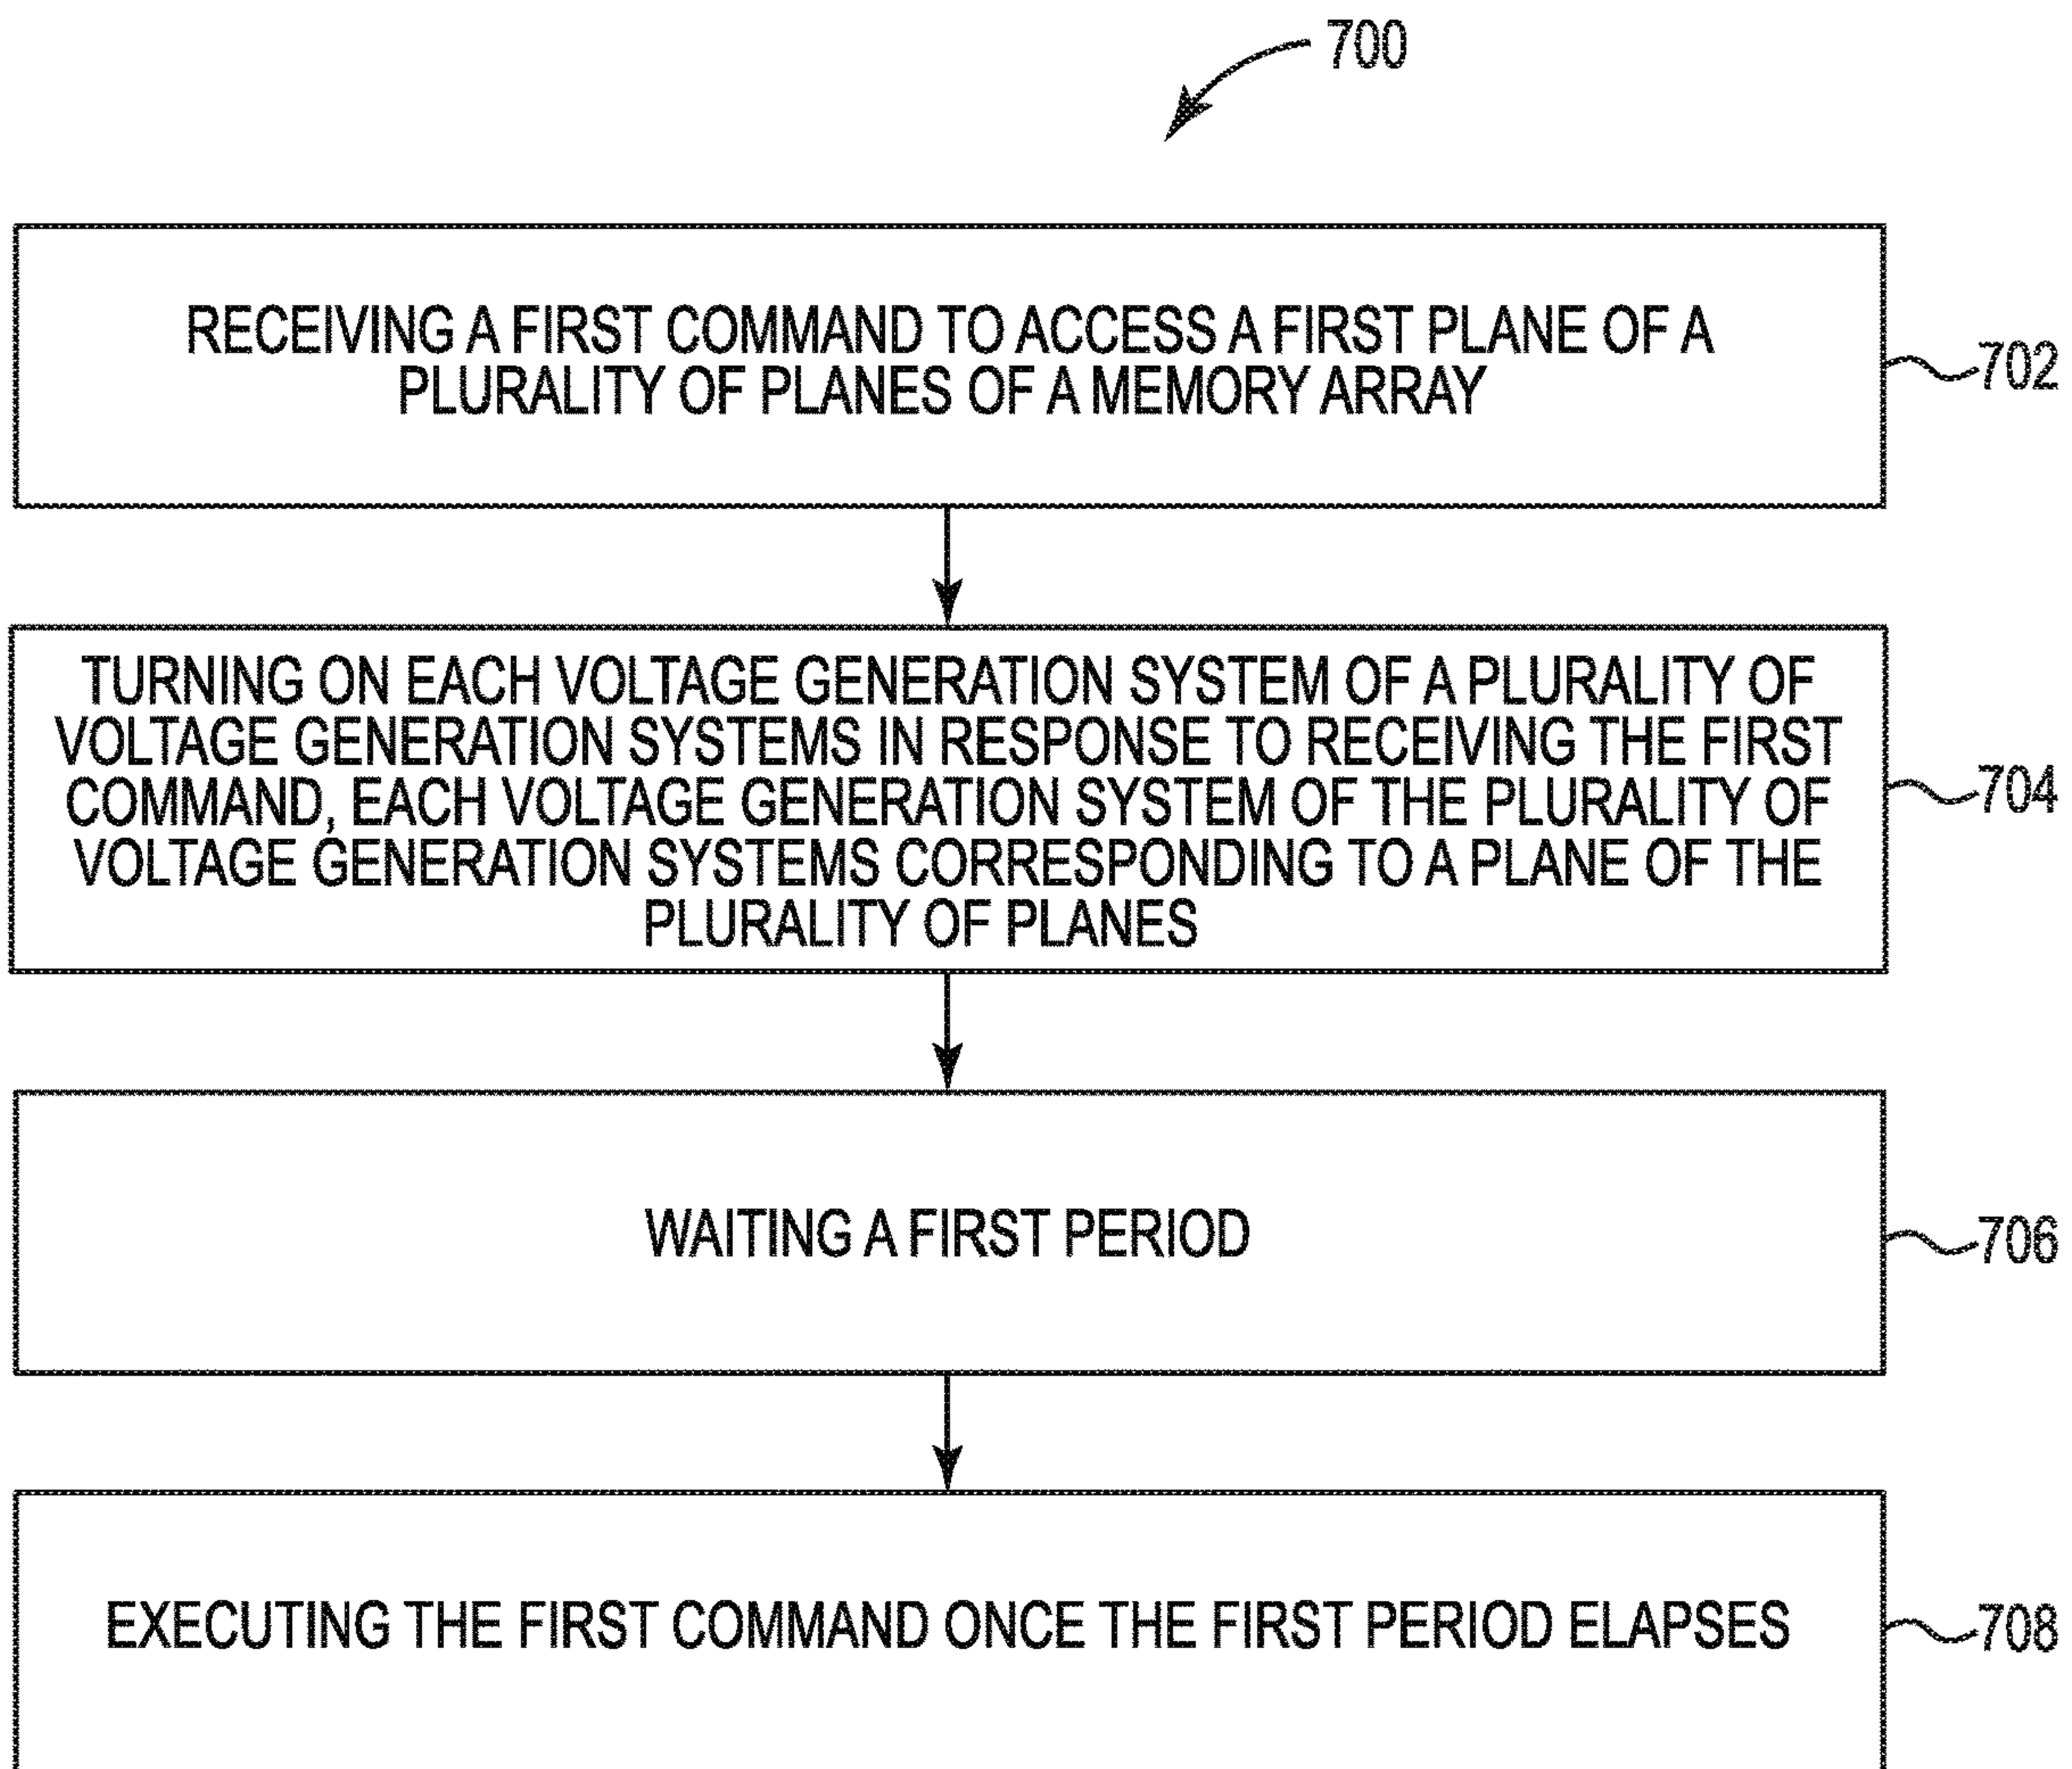 700
RECEIVING A FIRST COMMAND TO ACCESS A FIRST PLANE OF A
PLURALITY OF PLANES OF A MEMORY ARRAY
702
TURNING ON EACH VOLTAGE GENERATION SYSTEM OF A PLURALITY OF
VOLTAGE GENERATION SYSTEMS IN RESPONSE TO RECEIVING THE FIRST
COMMAND, EACH VOLTAGE GENERATION SYSTEM OF THE PLURALITY OF
VOLTAGE GENERATION SYSTEMS CORRESPONDING TO A PLANE OF THE
PLURALITY OF PLANES
704
WAITING A FIRST PERIOD
706
EXECUTING THE FIRST COMMAND ONCE THE FIRST PERIOD ELAPSES
708